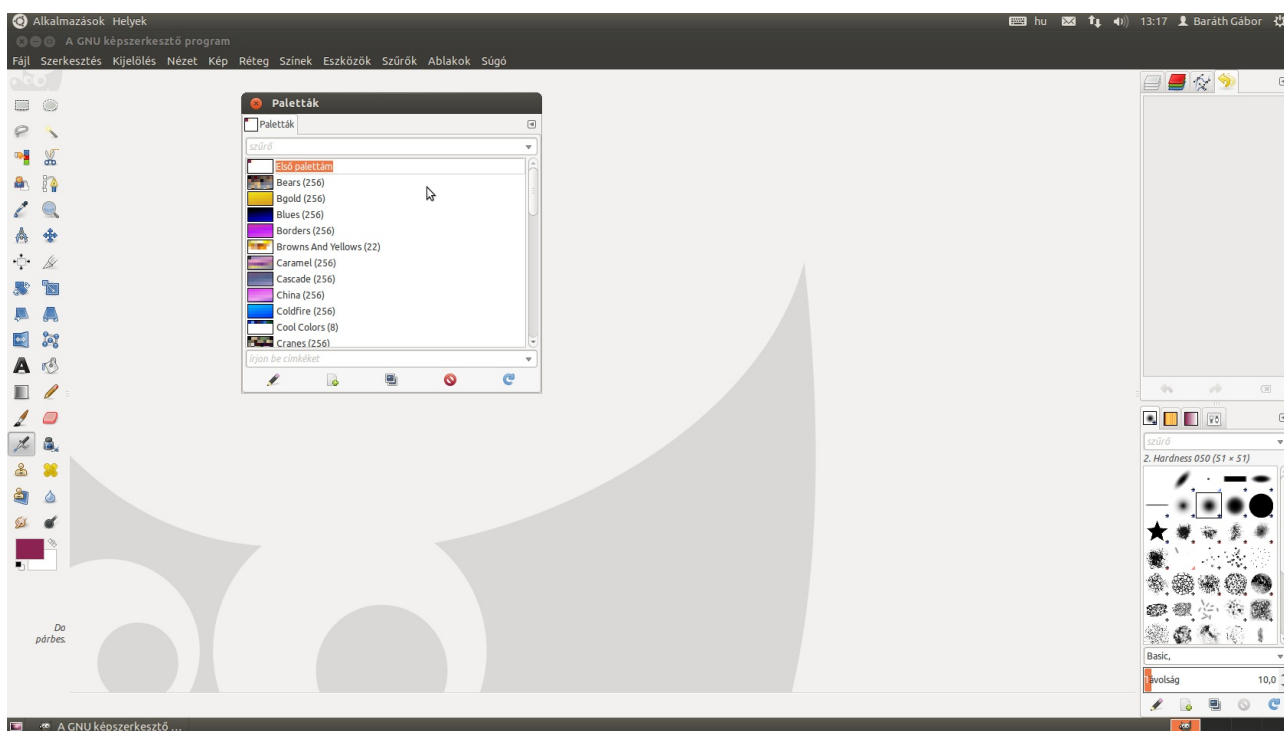 Alkalmazások Helyek
hu 13:17 Baráth Gábor
A GNU képszerkesztő program
Fájl Szerkesztés Kijelölés Nézet Kép Réteg Színek Eszközök Szűrők Ablakok Súgó
Paletták
Paletták
szűrő
Első palettám
Bears (256)
Bgold (256)
Blues (256)
Borders (256)
Browns And Yellows (22)
Caramel (256)
Cascade (256)
China (256)
Coldfire (256)
Cool Colors (8)
Cranes (256)
írjon be címkéket
szűrő
2. Hardness 050 (51 × 51)
Basic,
Távolság 10,0
Do
párbes.
A GNU képszerkesztő ...